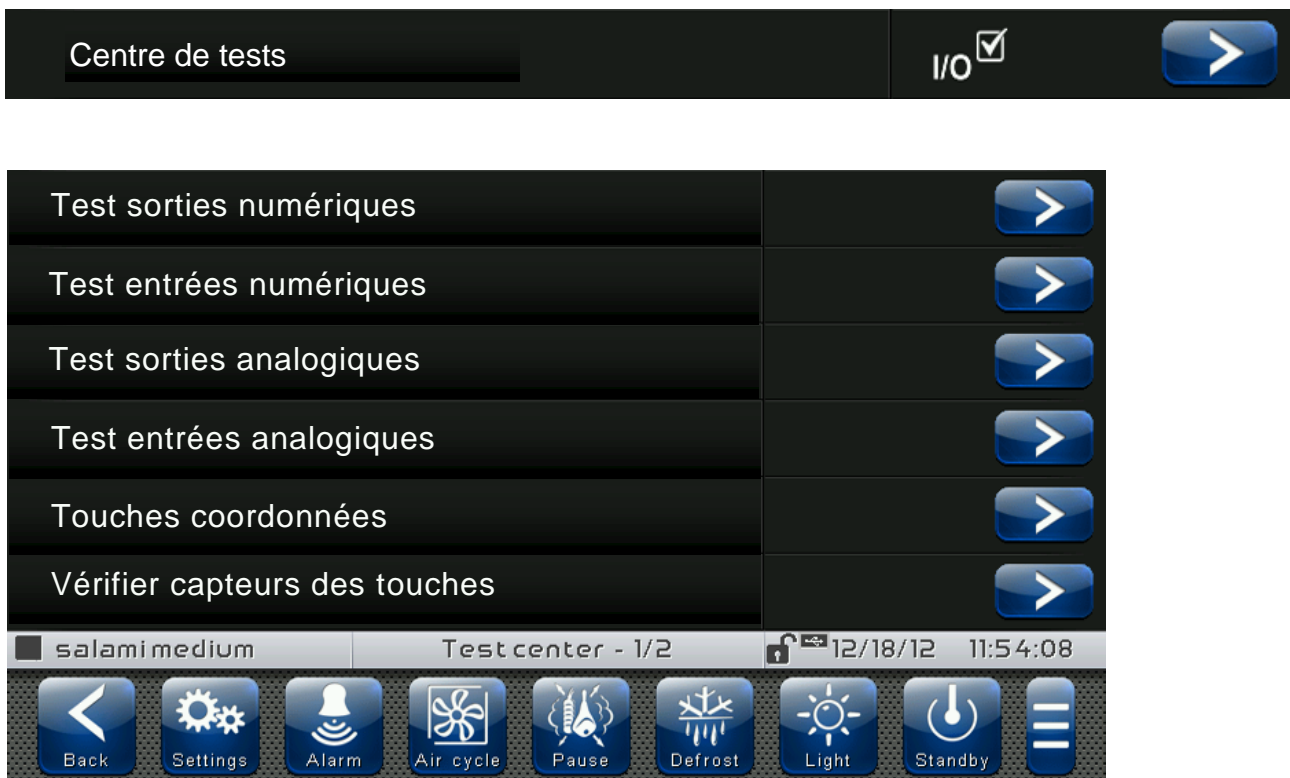 Centre de tests
I/O
Test sorties numériques
Test entrées numériques
Test sorties analogiques
Test entrées analogiques
Touches coordonnées
Vérifier capteurs des touches
salami medium Test center - 1/2 12/18/12 11:54:08
Back Settings Alarm Air cycle Pause Defrost Light Standby